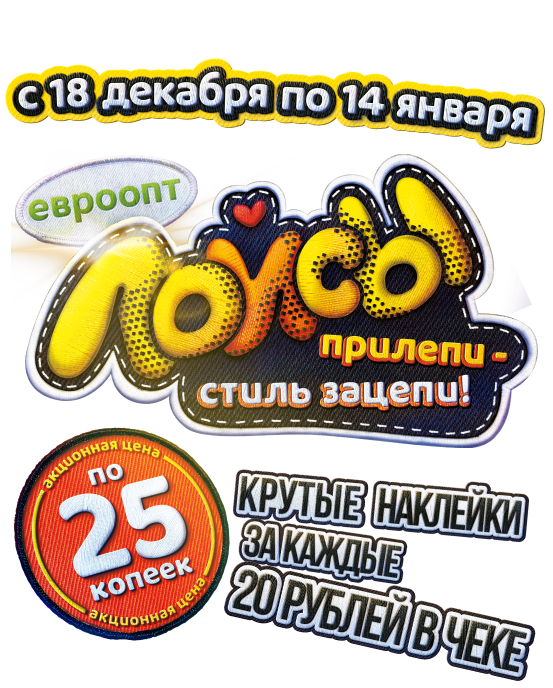 с 18 декабря по 14 января
евроопт
лойсы
прилепи -
стиль зацепи!
акционная цена
по
25
копеек
акционная цена
КРУТЫЕ НАКЛЕЙКИ
ЗА КАЖДЫЕ
20 РУБЛЕЙ В ЧЕКЕ